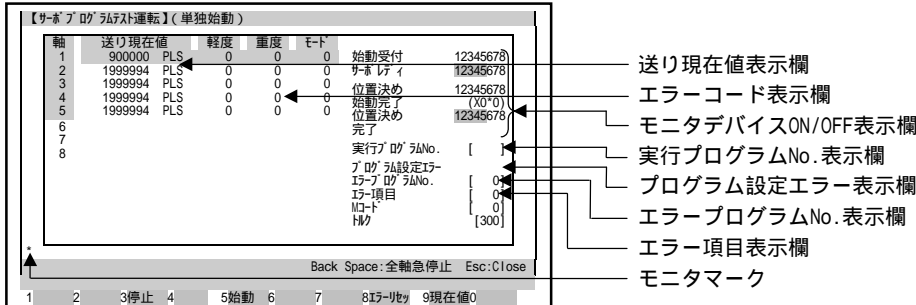 【サーボプログラムテスト運転】(単独始動)
軸 送り現在値 軽度 重度 モード
1 900000 PLS 0 0 0
2 1999994 PLS 0 0 0
3 1999994 PLS 0 0 0
4 1999994 PLS 0 0 0
5 1999994 PLS 0 0 0
6
7
8
始動受付 12345678
サーボレディ 12345678
位置決め 12345678
始動完了 (X0*0)
位置決め 12345678
完了
実行プログラムNo. [ ]
プログラム設定エラー
エラープログラムNo. [ 0]
エラー項目 [ 0]
Mコード [ 0]
トルク [300]
*
Back Space:全軸急停止 Esc:Close
1 2 3停止 4 5始動 6 7 8エラーリセッ 9現在値0
送り現在値表示欄
エラーコード表示欄
モニタデバイスON/OFF表示欄
実行プログラムNo.表示欄
プログラム設定エラー表示欄
エラープログラムNo.表示欄
エラー項目表示欄
モニタマーク